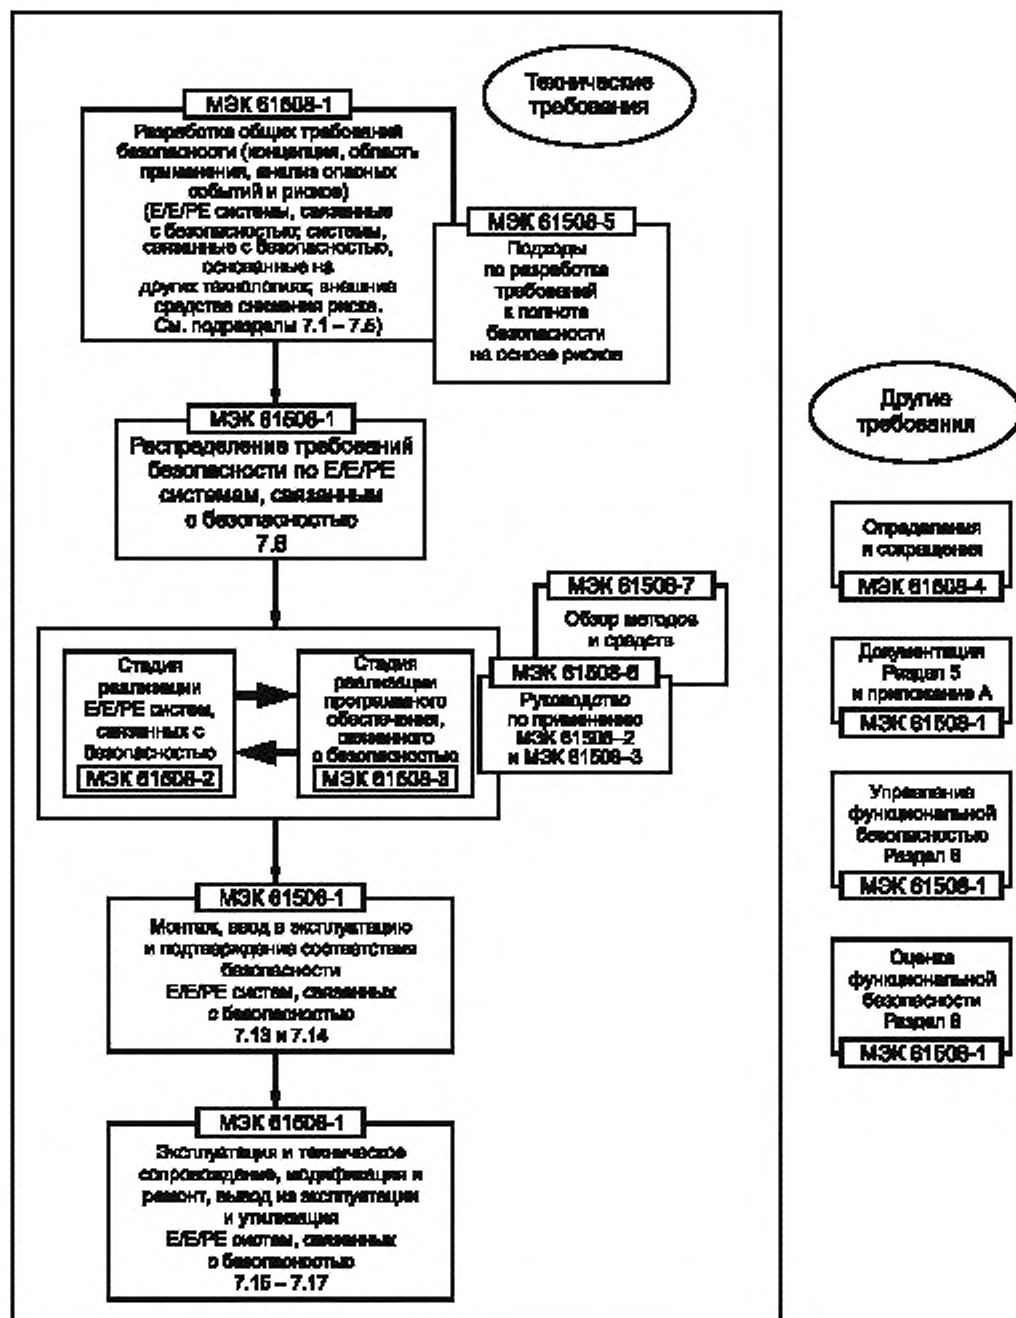 Технические
требования
МЭК 61508-1
Разработка общих требований
безопасности (концепция, область
применения, анализ опасных
событий и рисков)
(E/E/PE системы, связанные
с безопасностью; системы,
связанные с безопасностью,
основанные на
других технологиях; внешние
средства снижения риска.
См. подразделы 7.1 – 7.5)
МЭК 61508-5
Подходы
по разработке
требований
к полноте
безопасности
на основе рисков
МЭК 61508-1
Распределение требований
безопасности по E/E/PE
системам, связанным
с безопасностью
7.6
МЭК 61508-7
Обзор методов
и средств
МЭК 61508-6
Руководство
по применению
МЭК 61508–2
и МЭК 61508–3
Стадия
реализации
E/E/PE систем,
связанных с
безопасностью
МЭК 61508-2
Стадия
реализации
программного
обеспечения,
связанного
с безопасностью
МЭК 61508-3
МЭК 61508-1
Монтаж, ввод в эксплуатацию
и подтверждение соответствия
безопасности
E/E/PE систем, связанных
с безопасностью
7.13 и 7.14
МЭК 61508-1
Эксплуатация и техническое
сопровождение, модификация и
ремонт, вывод из эксплуатации
и утилизация
E/E/PE систем, связанных
с безопасностью
7.15 – 7.17
Другие
требования
Определения
и сокращения
МЭК 61508-4
Документация
Раздел 5
и приложение А
МЭК 61508-1
Управление
функциональной
безопасностью
Раздел 6
МЭК 61508-1
Оценка
функциональной
безопасности
Раздел 8
МЭК 61508-1